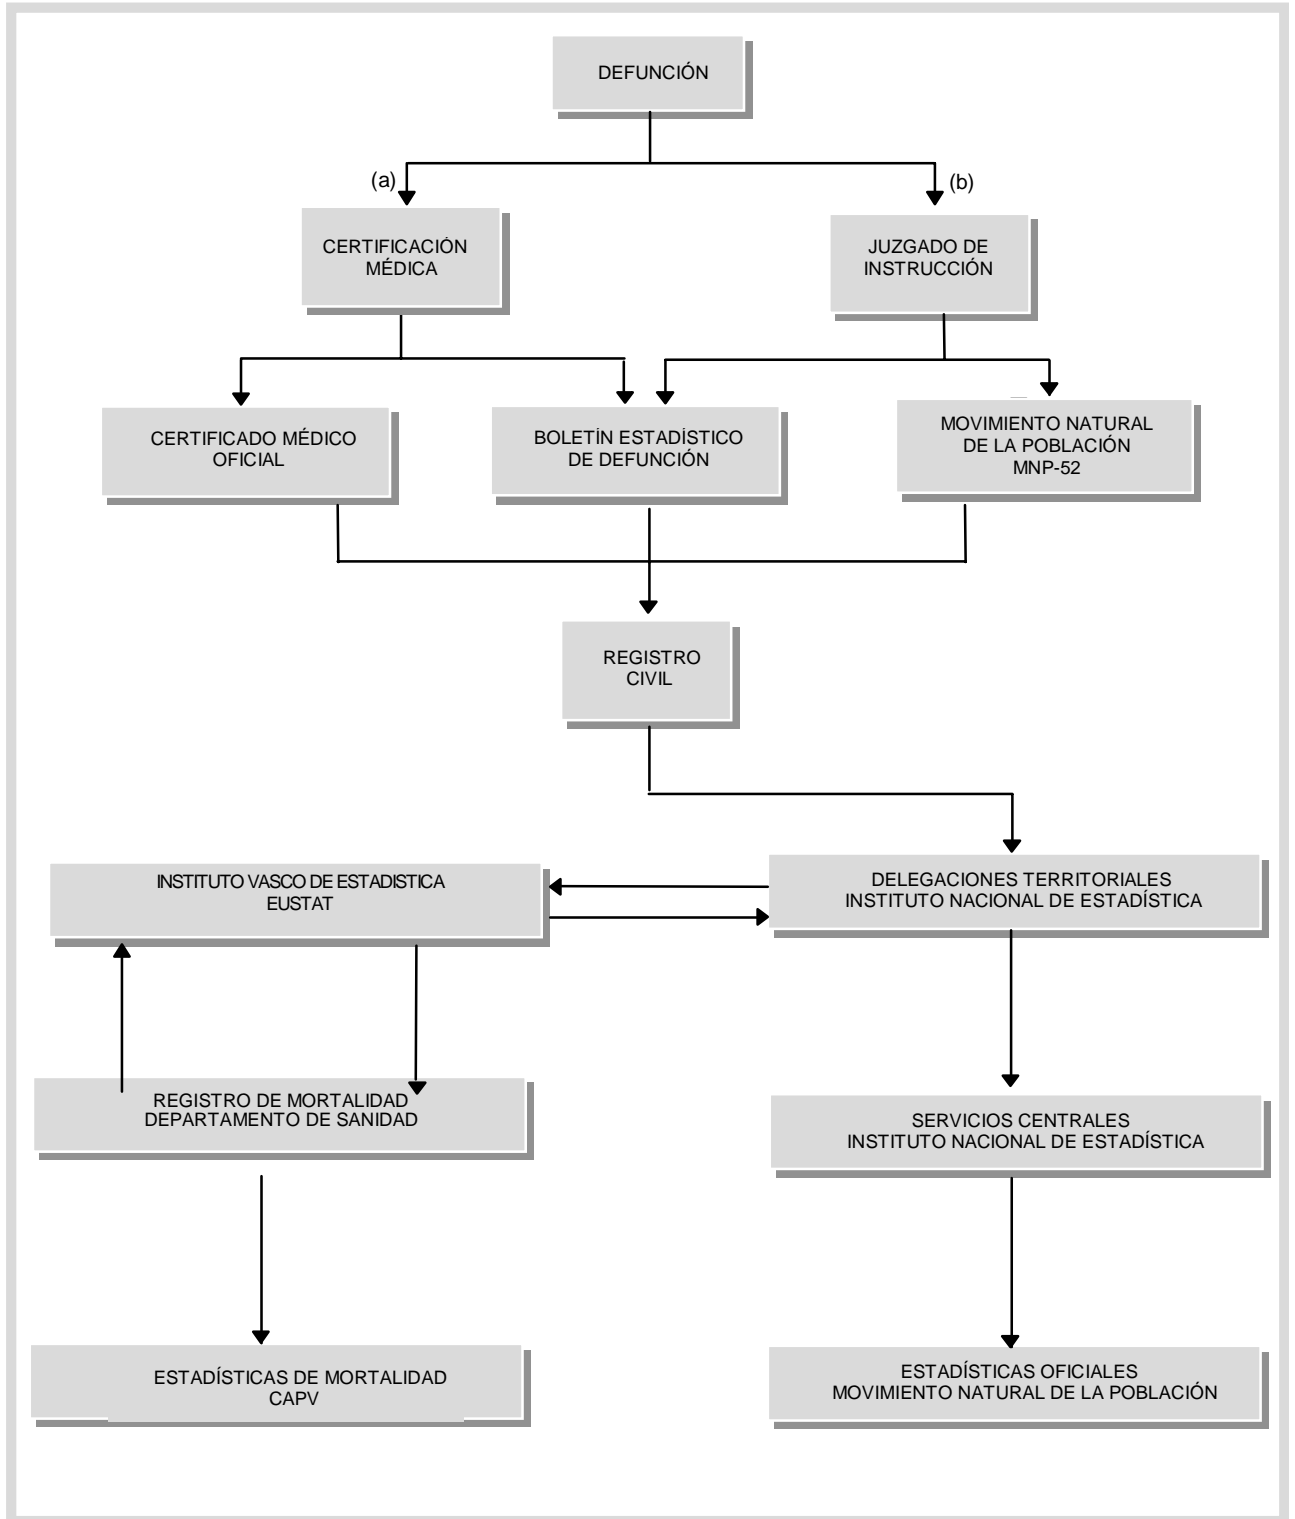 DEFUNCIÓN
(a)
(b)
CERTIFICACIÓN
MÉDICA
JUZGADO DE
INSTRUCCIÓN
CERTIFICADO MÉDICO
OFICIAL
BOLETÍN ESTADÍSTICO
DE DEFUNCIÓN
MOVIMIENTO NATURAL
DE LA POBLACIÓN
MNP-52
REGISTRO
CIVIL
INSTITUTO VASCO DE ESTADISTICA
EUSTAT
DELEGACIONES TERRITORIALES
INSTITUTO NACIONAL DE ESTADÍSTICA
REGISTRO DE MORTALIDAD
DEPARTAMENTO DE SANIDAD
SERVICIOS CENTRALES
INSTITUTO NACIONAL DE ESTADÍSTICA
ESTADÍSTICAS DE MORTALIDAD
CAPV
ESTADÍSTICAS OFICIALES
MOVIMIENTO NATURAL DE LA POBLACIÓN